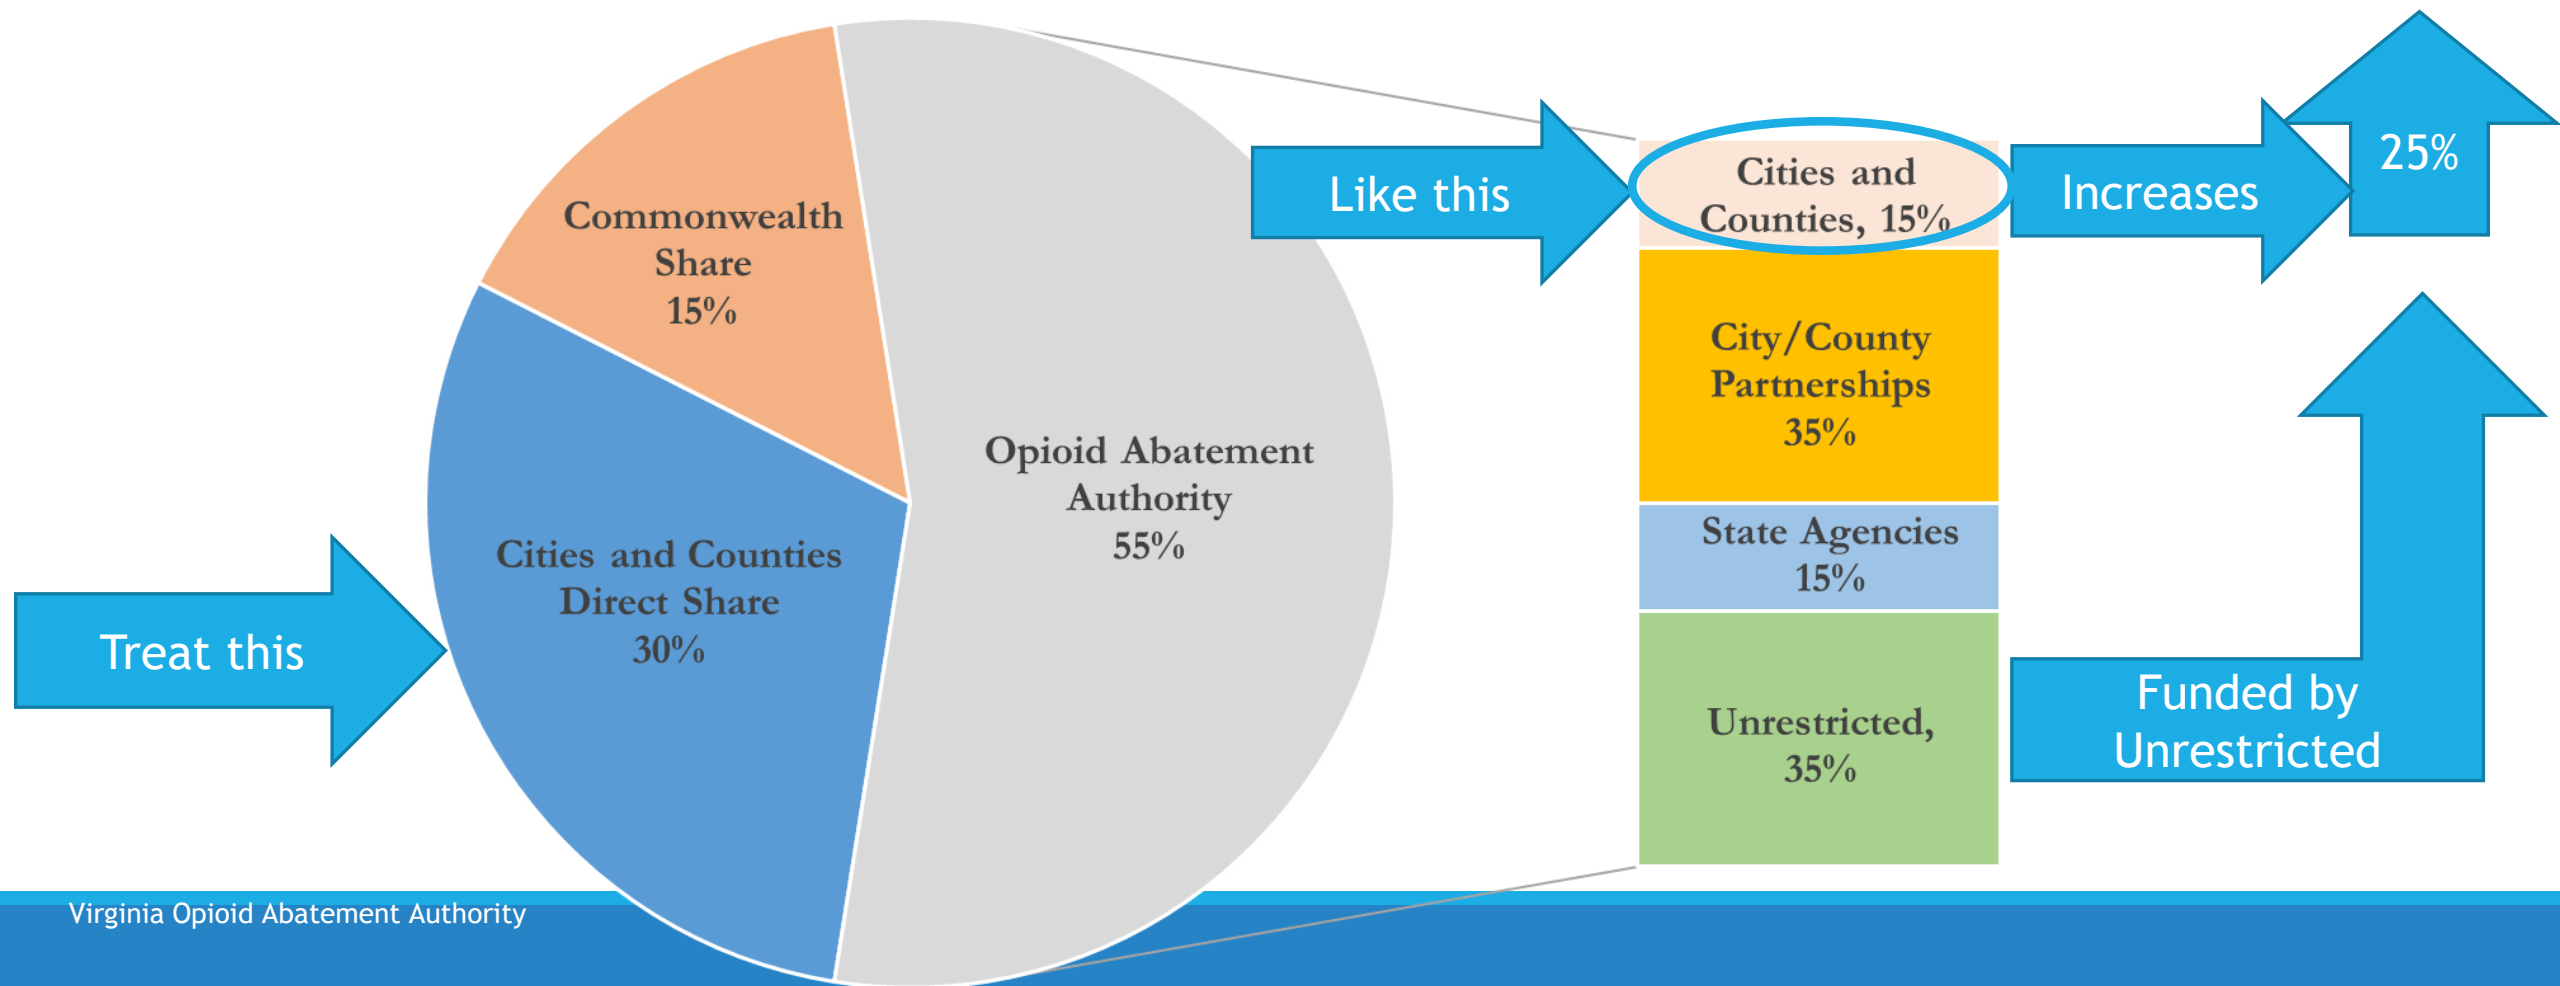 Commonwealth
Share
15%
Cities and Counties
Direct Share
30%
Opioid Abatement
Authority
55%
Treat this
Like this
Cities and
Counties, 15%
Increases
25%
City/County
Partnerships
35%
State Agencies
15%
Unrestricted,
35%
Funded by
Unrestricted
Virginia Opioid Abatement Authority